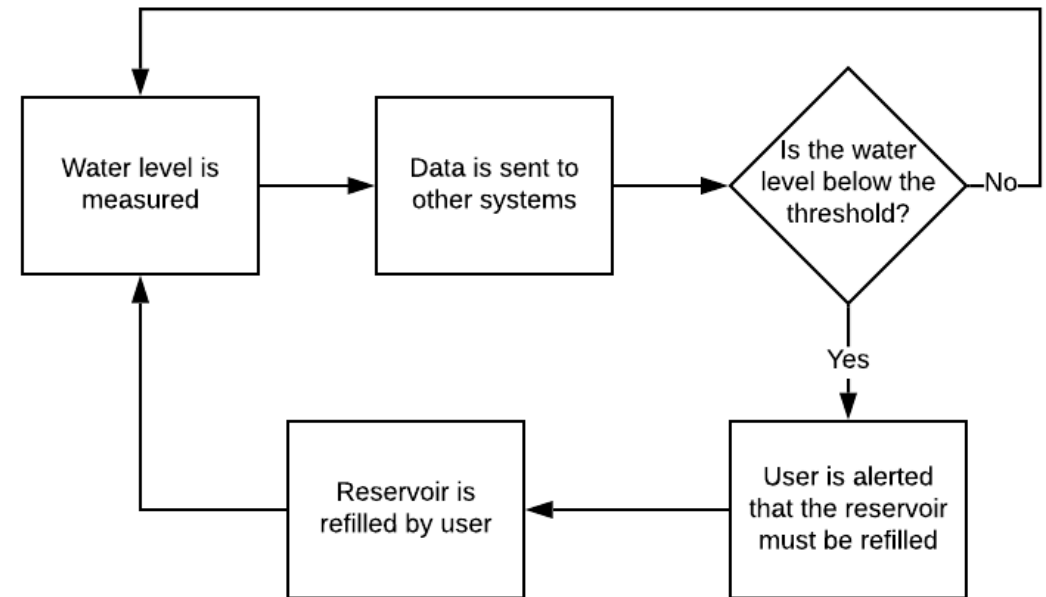 Water level is
measured
Data is sent to
other systems
Is the water
level below the
threshold?
No
Yes
User is alerted
that the reservoir
must be refilled
Reservoir is
refilled by user